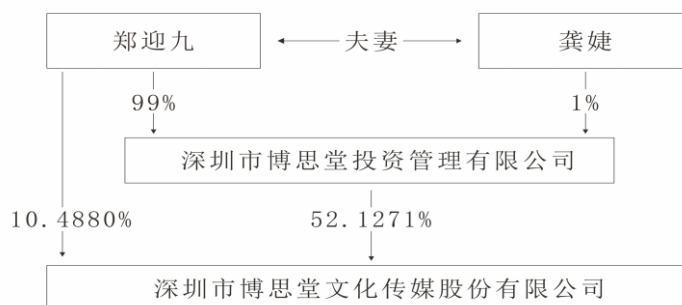 郑迎九 夫妻 龚婕
99% 1%
深圳市博思堂投资管理有限公司
10.4880% 52.1271%
深圳市博思堂文化传媒股份有限公司